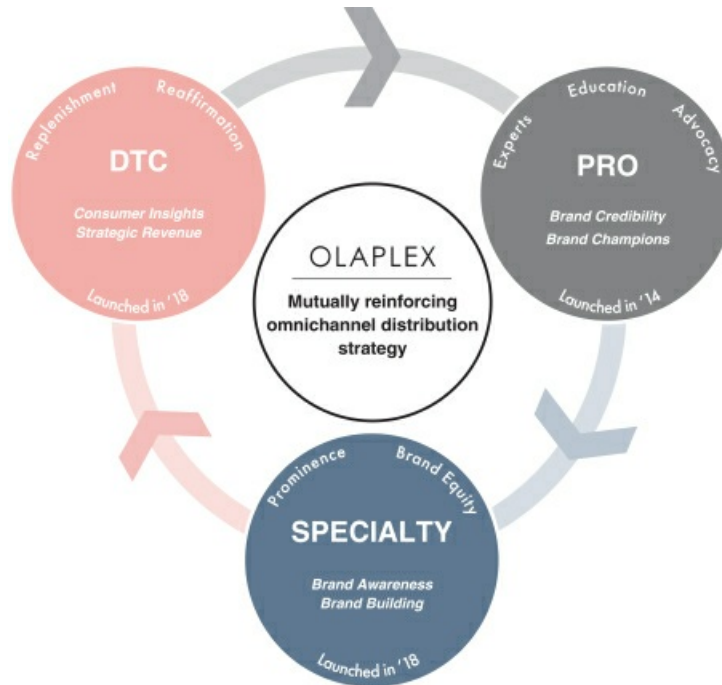 Replenishment
Reaffirmation
DTC
Consumer Insights
Strategic Revenue
Launched in '18
Experts
Education
Advocacy
PRO
Brand Credibility
Brand Champions
Launched in '14
OLAPLEX
Mutually reinforcing
omnichannel distribution
strategy
Prominence
Brand Equity
SPECIALTY
Brand Awareness
Brand Building
Launched in '18